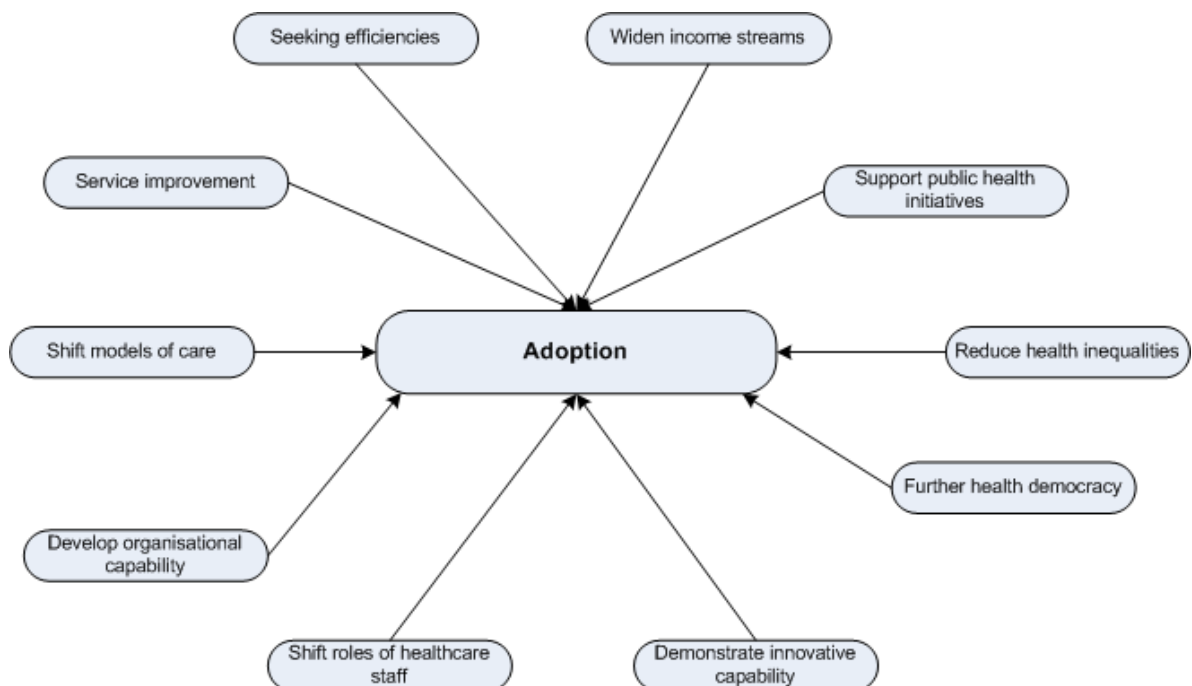 Seeking efficiencies
Widen income streams
Service improvement
Support public health
initiatives
Shift models of care
Adoption
Reduce health inequalities
Further health democracy
Develop organisational
capability
Shift roles of healthcare
staff
Demonstrate innovative
capability